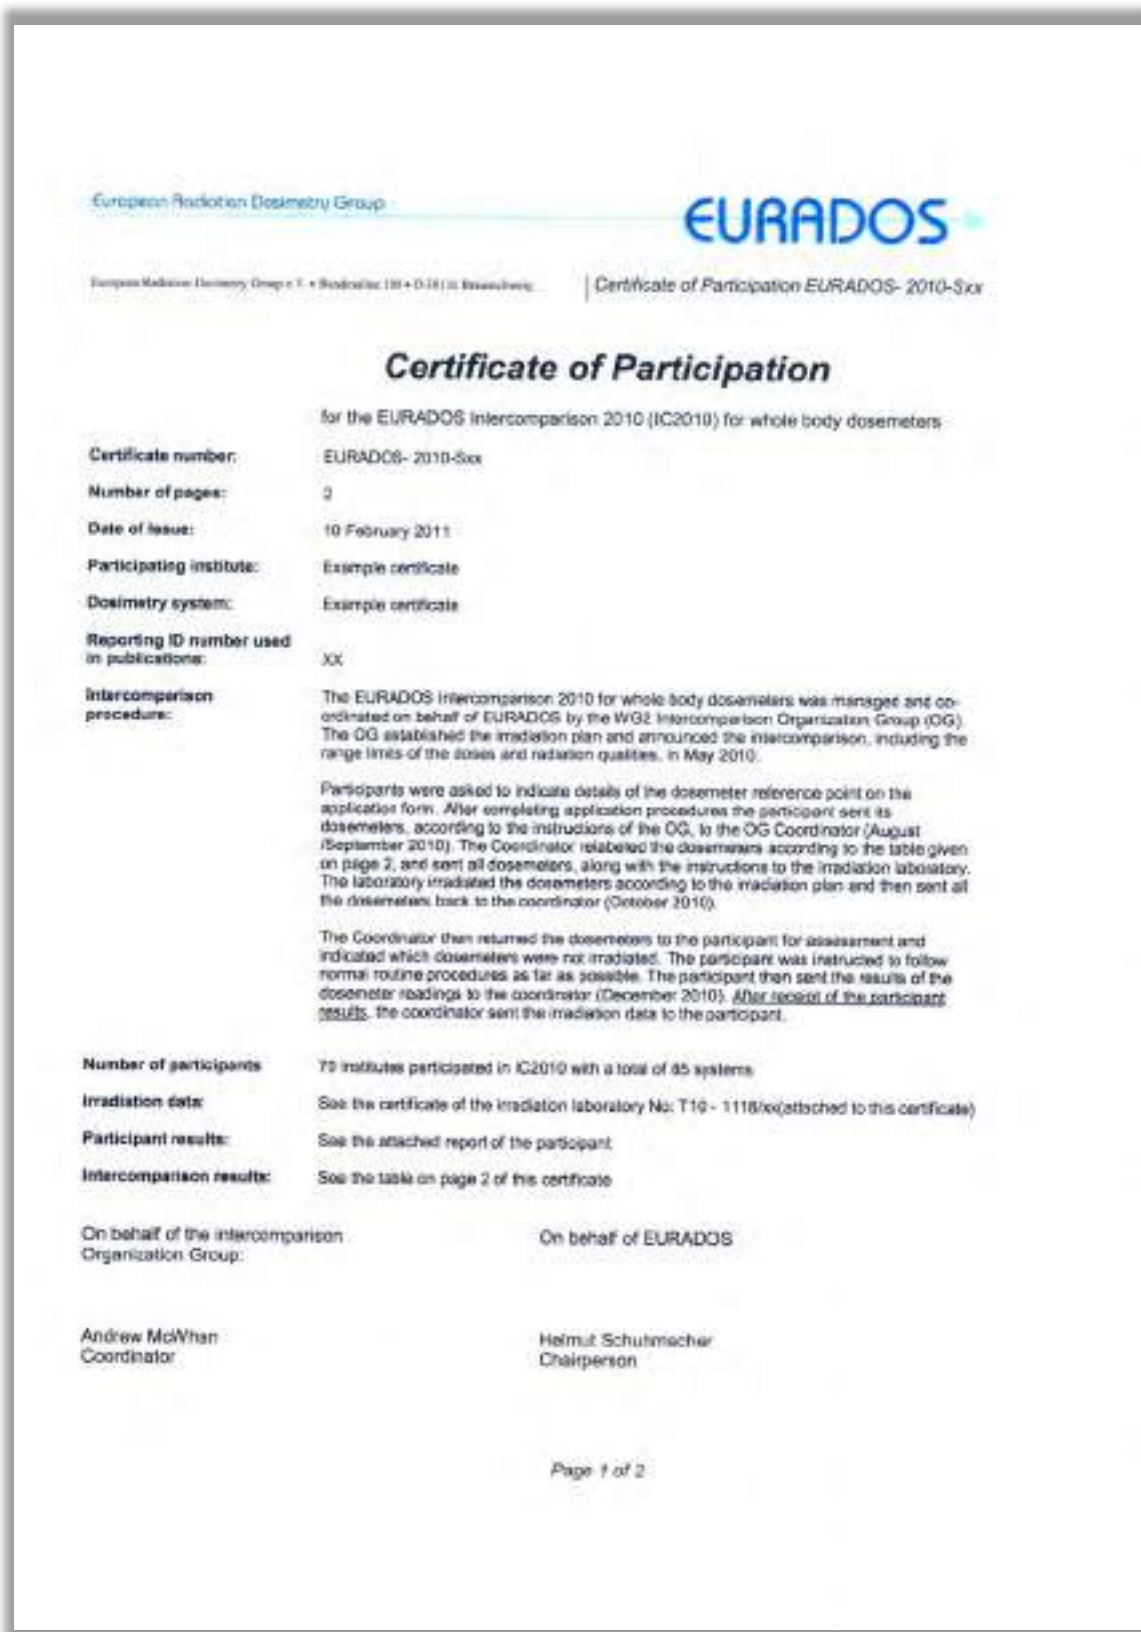 European Radiation Dosimetry Group
EURADOS
European Radiation Dosimetry Group e.V. • Bundesallee 100 • D-38116 Braunschweig
Certificate of Participation EURADOS- 2010-Sxx
Certificate of Participation
for the EURADOS Intercomparison 2010 (IC2010) for whole body dosemeters
Certificate number: EURADOS- 2010-Sxx
Number of pages: 2
Date of Issue: 10 February 2011
Participating institute: Example certificate
Dosimetry system: Example certificate
Reporting ID number used
in publications: XX
Intercomparison
procedure:
The EURADOS Intercomparison 2010 for whole body dosemeters was managed and co-
ordinated on behalf of EURADOS by the WG2 Intercomparison Organization Group (OG).
The OG established the irradiation plan and announced the intercomparison, including the
range limits of the doses and radiation qualities, in May 2010.
Participants were asked to indicate details of the dosemeter reference point on the
application form. After completing application procedures the participant sent its
dosemeters, according to the instructions of the OG, to the OG Coordinator (August
/September 2010). The Coordinator relabeled the dosemeters according to the table given
on page 2, and sent all dosemeters, along with the instructions to the irradiation laboratory.
The laboratory irradiated the dosemeters according to the irradiation plan and then sent all
the dosemeters back to the coordinator (October 2010).
The Coordinator then returned the dosemeters to the participant for assessment and
indicated which dosemeters were not irradiated. The participant was instructed to follow
normal routine procedures as far as possible. The participant then sent the results of the
dosemeter readings to the coordinator (December 2010). After receipt of the participant
results, the coordinator sent the irradiation data to the participant.
Number of participants 70 institutes participated in IC2010 with a total of 85 systems
Irradiation data: See the certificate of the irradiation laboratory No: T10 - 1118/xx(attached to this certificate)
Participant results: See the attached report of the participant
Intercomparison results: See the table on page 2 of this certificate
On behalf of the intercomparison
Organization Group:
On behalf of EURADOS
Andrew McWhan
Coordinator
Helmut Schuhmacher
Chairperson
Page 1 of 2